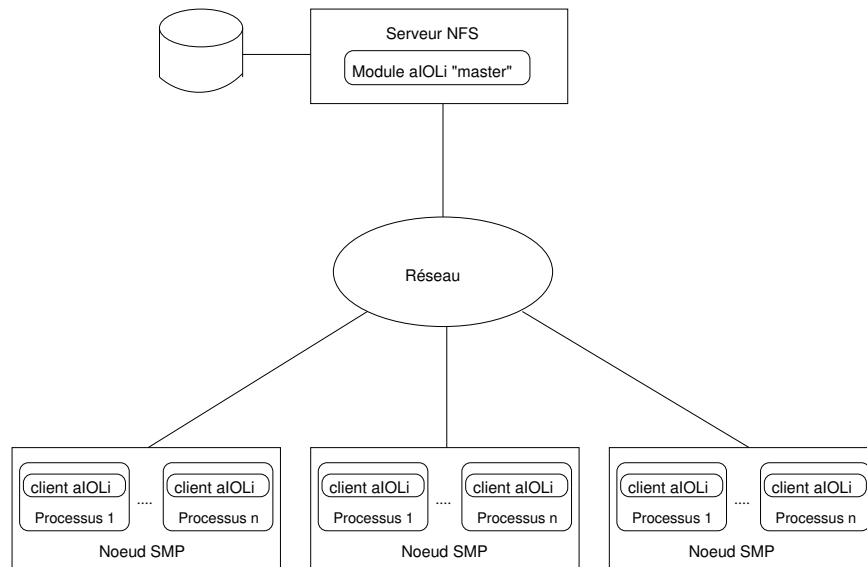 Serveur NFS
Module aIOLi "master"
Réseau
client aIOLi
....
client aIOLi
Processus 1
Processus n
Noeud SMP
client aIOLi
....
client aIOLi
Processus 1
Processus n
Noeud SMP
client aIOLi
....
client aIOLi
Processus 1
Processus n
Noeud SMP